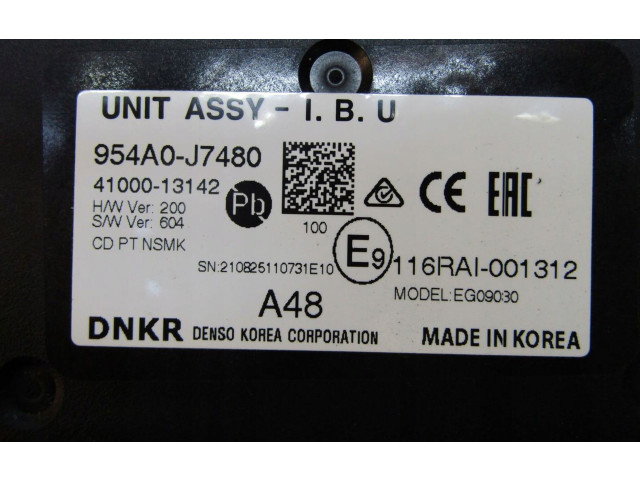 UNIT ASSY - I. B. U
954A0-J7480
41000-13142
H/W Ver: 200
S/W Ver: 604
CD PT NSMK
Pb
100
CE EAC
SN:210825110731E10
E9
116RAI-001312
A48
MODEL:EG09030
DNKR DENSO KOREA CORPORATION
MADE IN KOREA